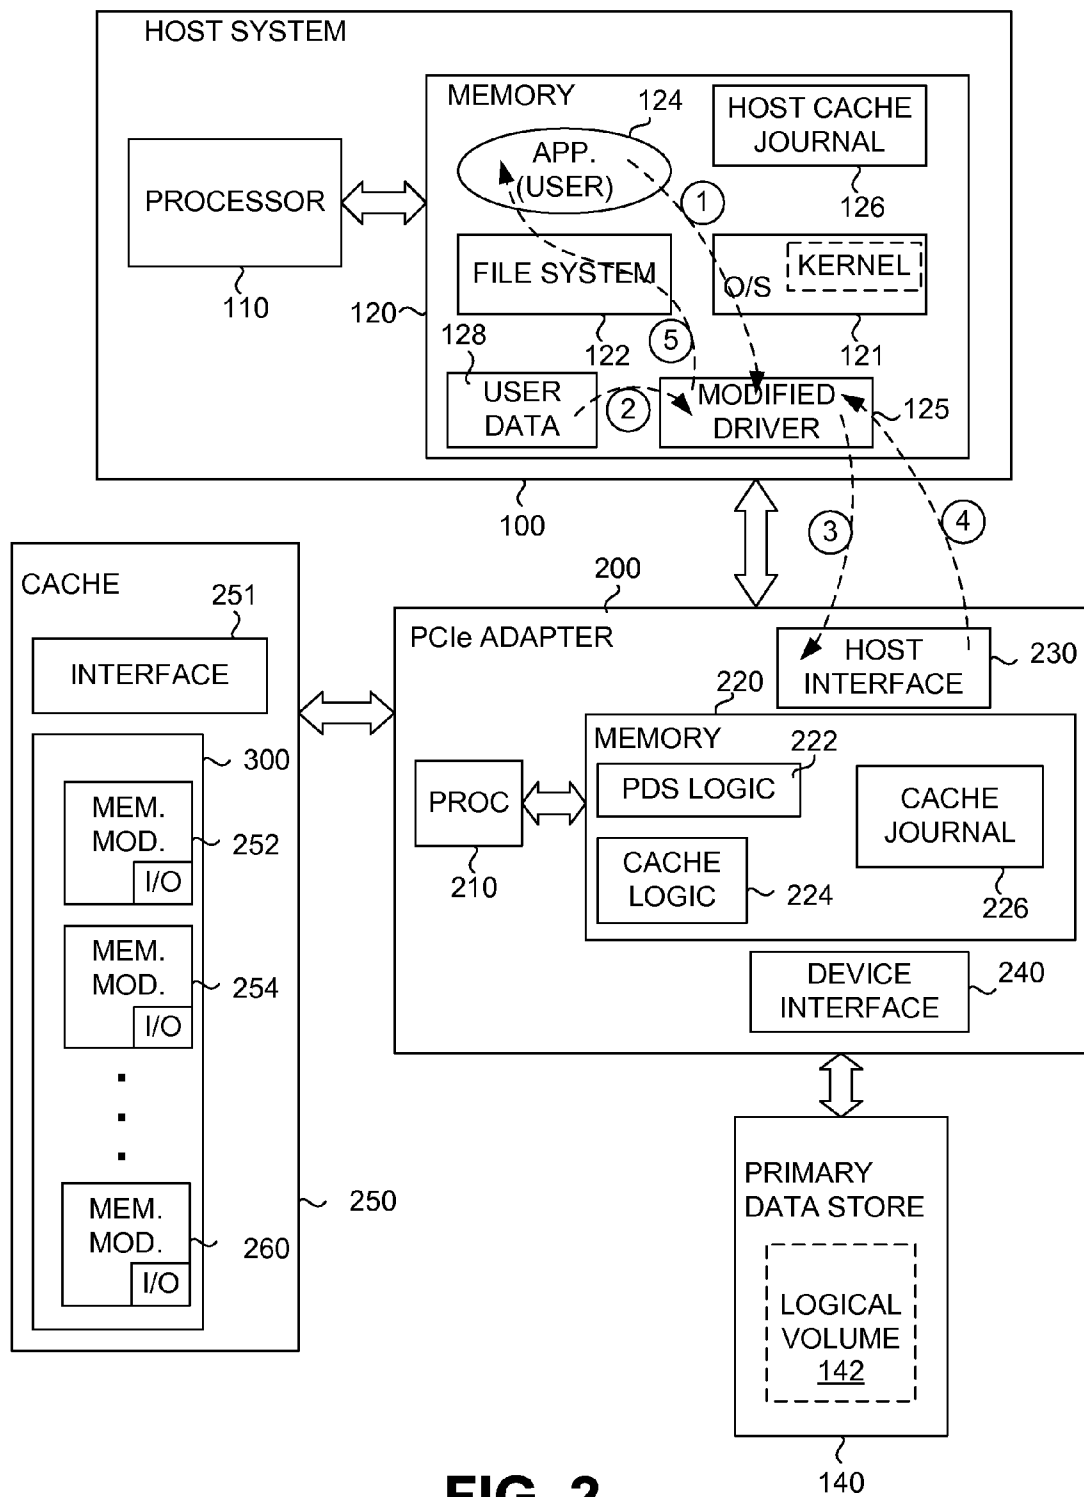 HOST SYSTEM
MEMORY
124
HOST CACHE
JOURNAL
126
APP.
(USER)
1
PROCESSOR
110
FILE SYSTEM
122
KERNEL
O/S
121
120
128
5
USER
DATA
2
MODIFIED
DRIVER
125
100
3
4
CACHE
251
INTERFACE
300
MEM.
MOD.
I/O
252
MEM.
MOD.
I/O
254
MEM.
MOD.
I/O
260
250
200
PCIe ADAPTER
HOST
INTERFACE
230
220
MEMORY
222
PDS LOGIC
PROC
210
CACHE
LOGIC
224
CACHE
JOURNAL
226
DEVICE
INTERFACE
240
PRIMARY
DATA STORE
LOGICAL
VOLUME
142
140
FIG. 2